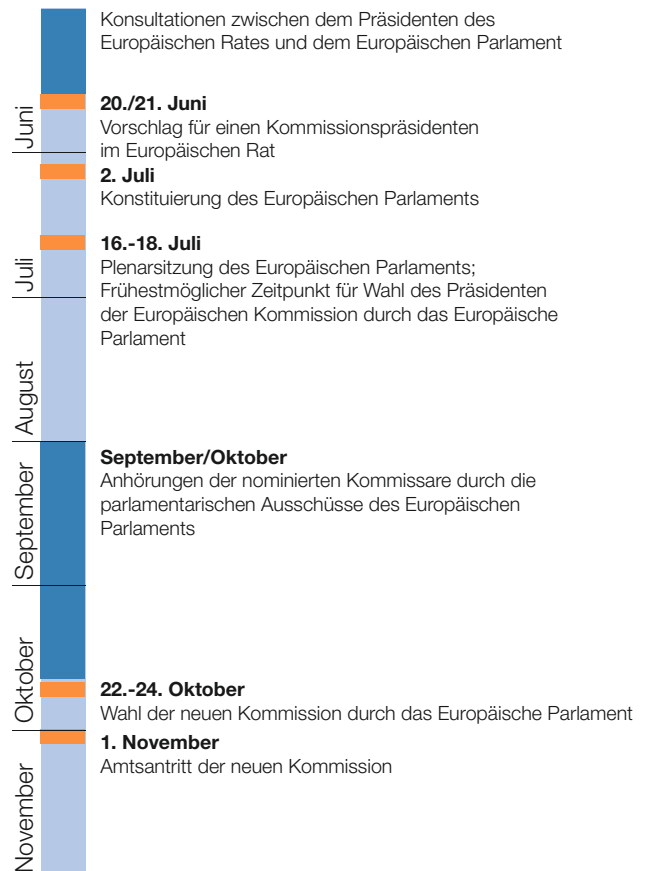 Konsultationen zwischen dem Präsidenten des
Europäischen Rates und dem Europäischen Parlament
Juni
20./21. Juni
Vorschlag für einen Kommissionspräsidenten
im Europäischen Rat
2. Juli
Konstituierung des Europäischen Parlaments
Juli
16.-18. Juli
Plenarsitzung des Europäischen Parlaments;
Frühestmöglicher Zeitpunkt für Wahl des Präsidenten
der Europäischen Kommission durch das Europäische
Parlament
August
September
September/Oktober
Anhörungen der nominierten Kommissare durch die
parlamentarischen Ausschüsse des Europäischen
Parlaments
Oktober
22.-24. Oktober
Wahl der neuen Kommission durch das Europäische Parlament
November
1. November
Amtsantritt der neuen Kommission